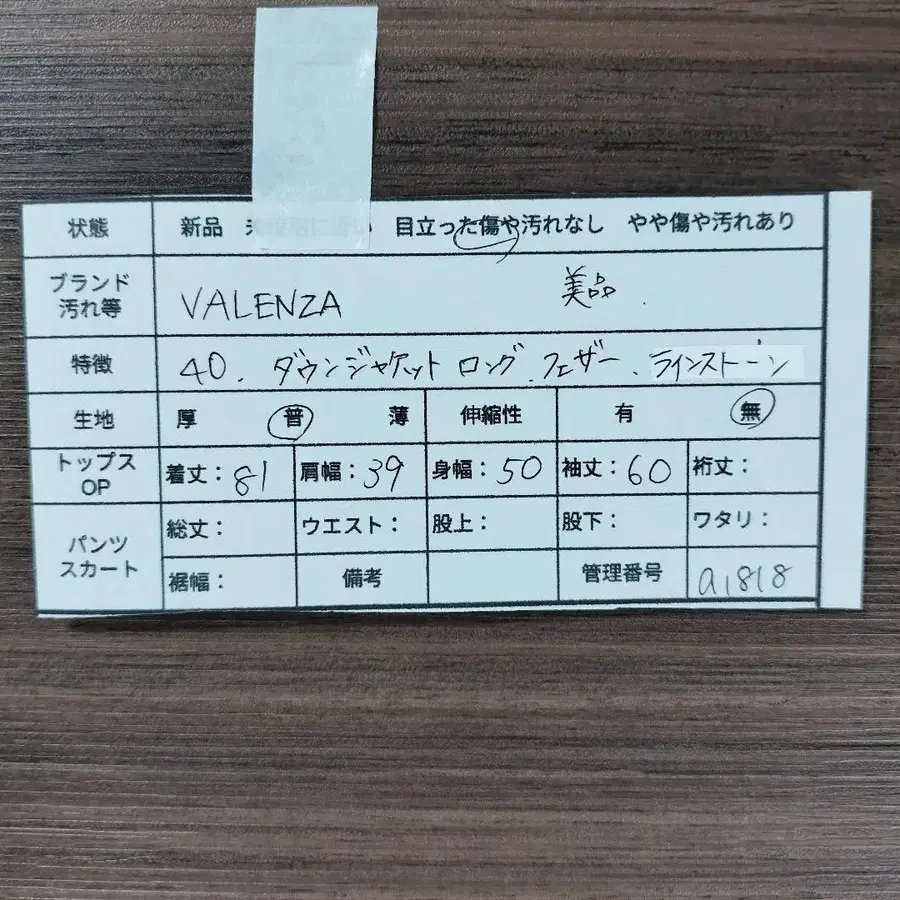 状態 新品 い 目立った傷や汚れなし やや傷や汚れあり
ブランド 汚れ等 VALENZA 美品.
特徴 40. ダウンジャケット ロング. フェザー. ラインストーン
生地 厚 普 薄 伸縮性 有 無
トップス OP 着丈:81 肩幅:39 身幅:50 袖丈:60 裄丈:
パンツ スカート 総丈: ウエスト: 股上: 股下: ワタリ:
裾幅: 備考 管理番号 a1818